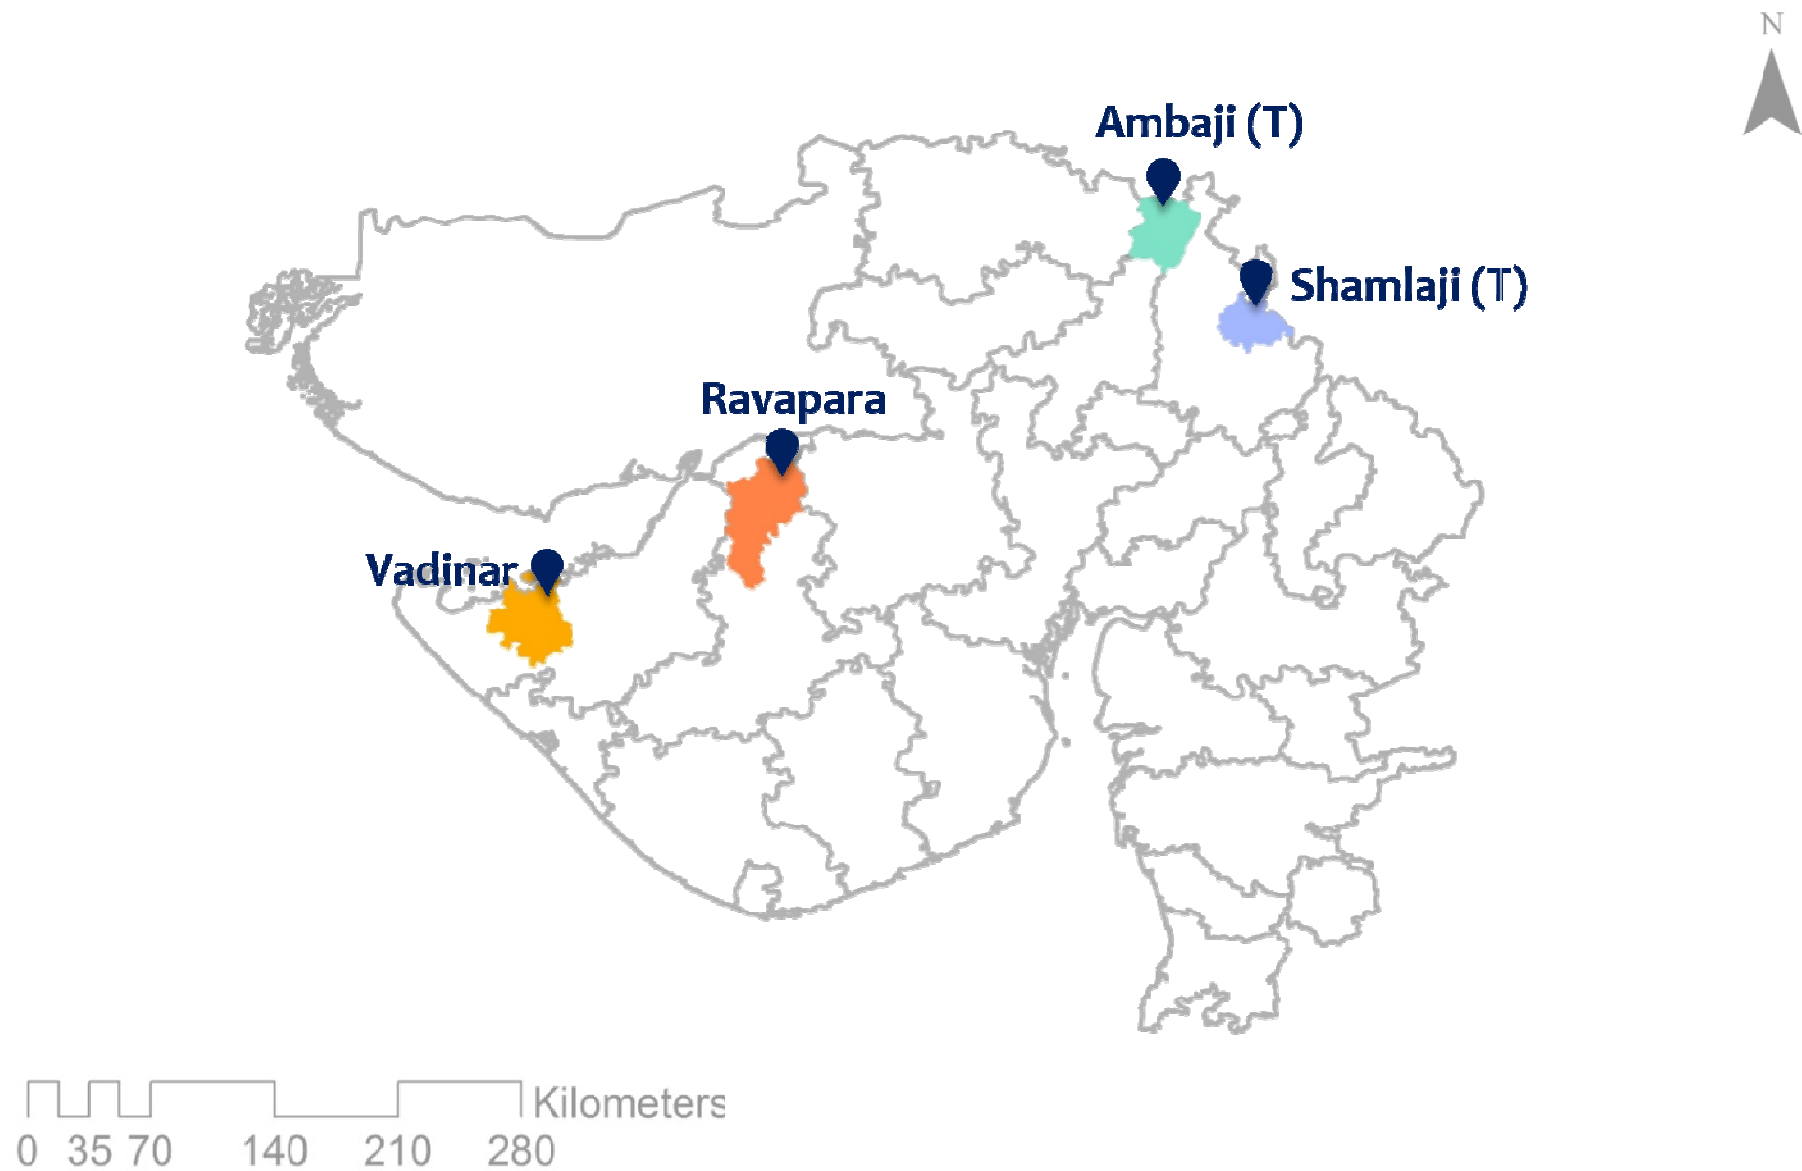 N
Ambaji (T)
Shamlaji (T)
Ravapara
Vadinar
Kilometers
0 35 70 140 210 280